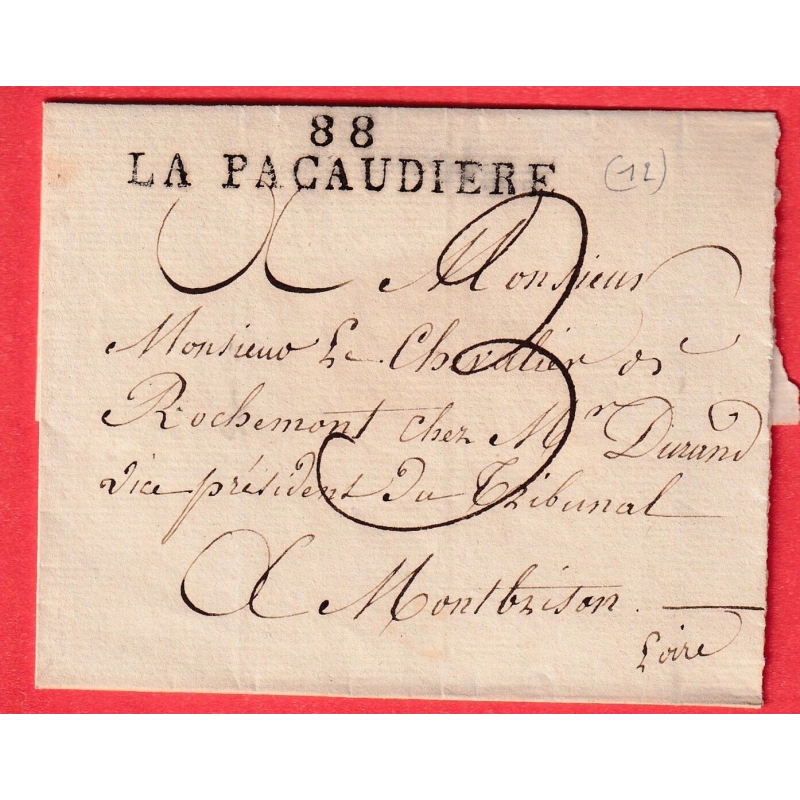 88
LA PACAUDIERE
(12)
3
A Monsieur
Monsieur Le Chevalier de
Rochemont chez Mr Durand
vice président du Tribunal
A Montbrison.
Loire